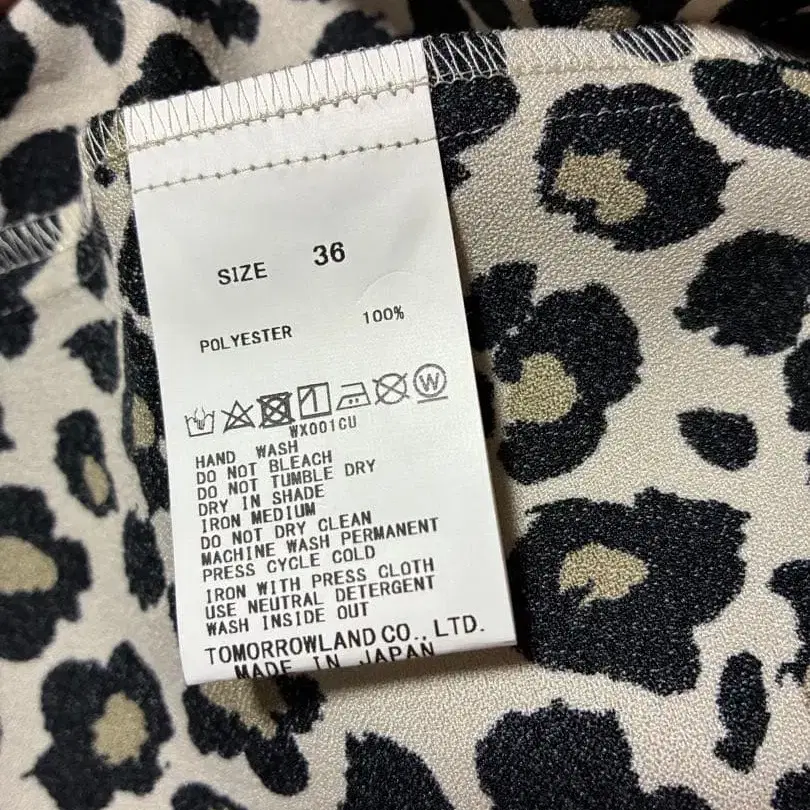 SIZE 36
POLYESTER 100%
W
WX001CU
HAND WASH
DO NOT BLEACH
DO NOT TUMBLE DRY
DRY IN SHADE
IRON MEDIUM
DO NOT DRY CLEAN
MACHINE WASH PERMANENT
PRESS CYCLE COLD
IRON WITH PRESS CLOTH
USE NEUTRAL DETERGENT
WASH INSIDE OUT
TOMORROWLAND CO., LTD.
MADE IN JAPAN